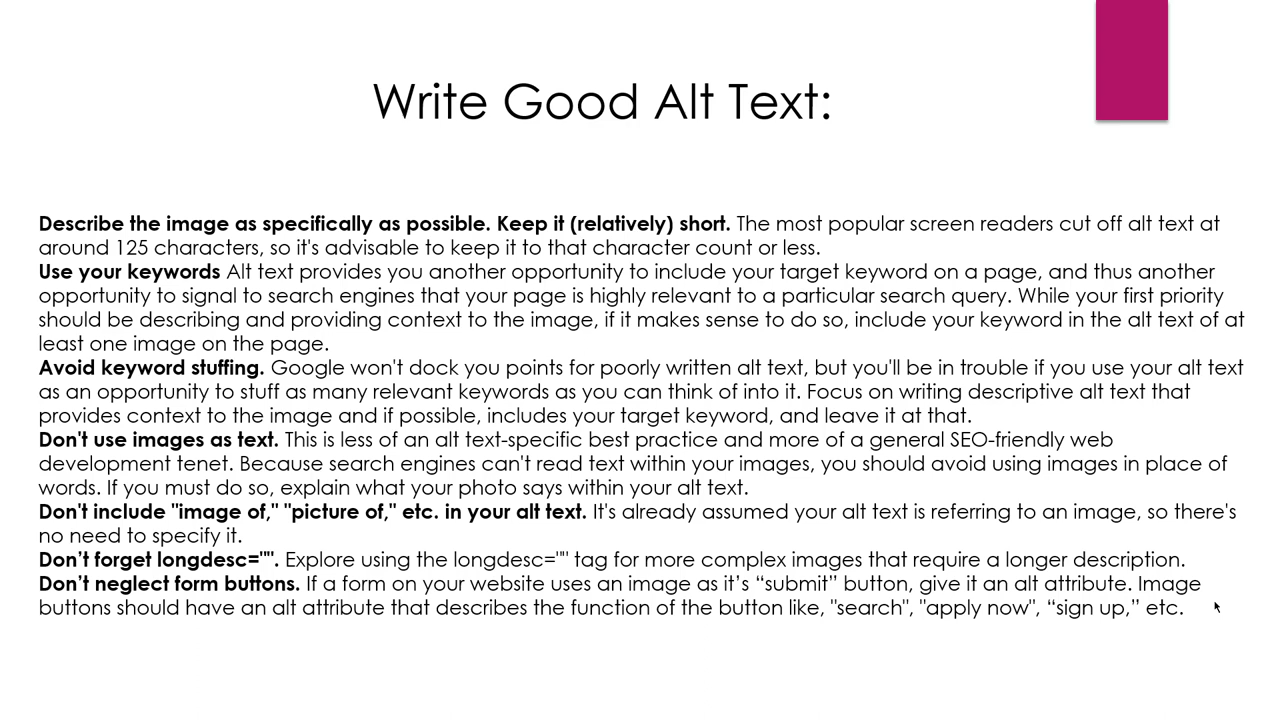 Write Good Alt Text:
Describe the image as specifically as possible. Keep it (relatively) short. The most popular screen readers cut off alt text at
around 125 characters, so it's advisable to keep it to that character count or less.
Use your keywords Alt text provides you another opportunity to include your target keyword on a page, and thus another
opportunity to signal to search engines that your page is highly relevant to a particular search query. While your first priority
should be describing and providing context to the image, if it makes sense to do so, include your keyword in the alt text of at
least one image on the page.
Avoid keyword stuffing. Google won't dock you points for poorly written alt text, but you'll be in trouble if you use your alt text
as an opportunity to stuff as many relevant keywords as you can think of into it. Focus on writing descriptive alt text that
provides context to the image and if possible, includes your target keyword, and leave it at that.
Don't use images as text. This is less of an alt text-specific best practice and more of a general SEO-friendly web
development tenet. Because search engines can't read text within your images, you should avoid using images in place of
words. If you must do so, explain what your photo says within your alt text.
Don't include "image of," "picture of," etc. in your alt text. It's already assumed your alt text is referring to an image, so there's
no need to specify it.
Don’t forget longdesc="". Explore using the longdesc="" tag for more complex images that require a longer description.
Don’t neglect form buttons. If a form on your website uses an image as it’s “submit” button, give it an alt attribute. Image
buttons should have an alt attribute that describes the function of the button like, "search", "apply now", “sign up,” etc.